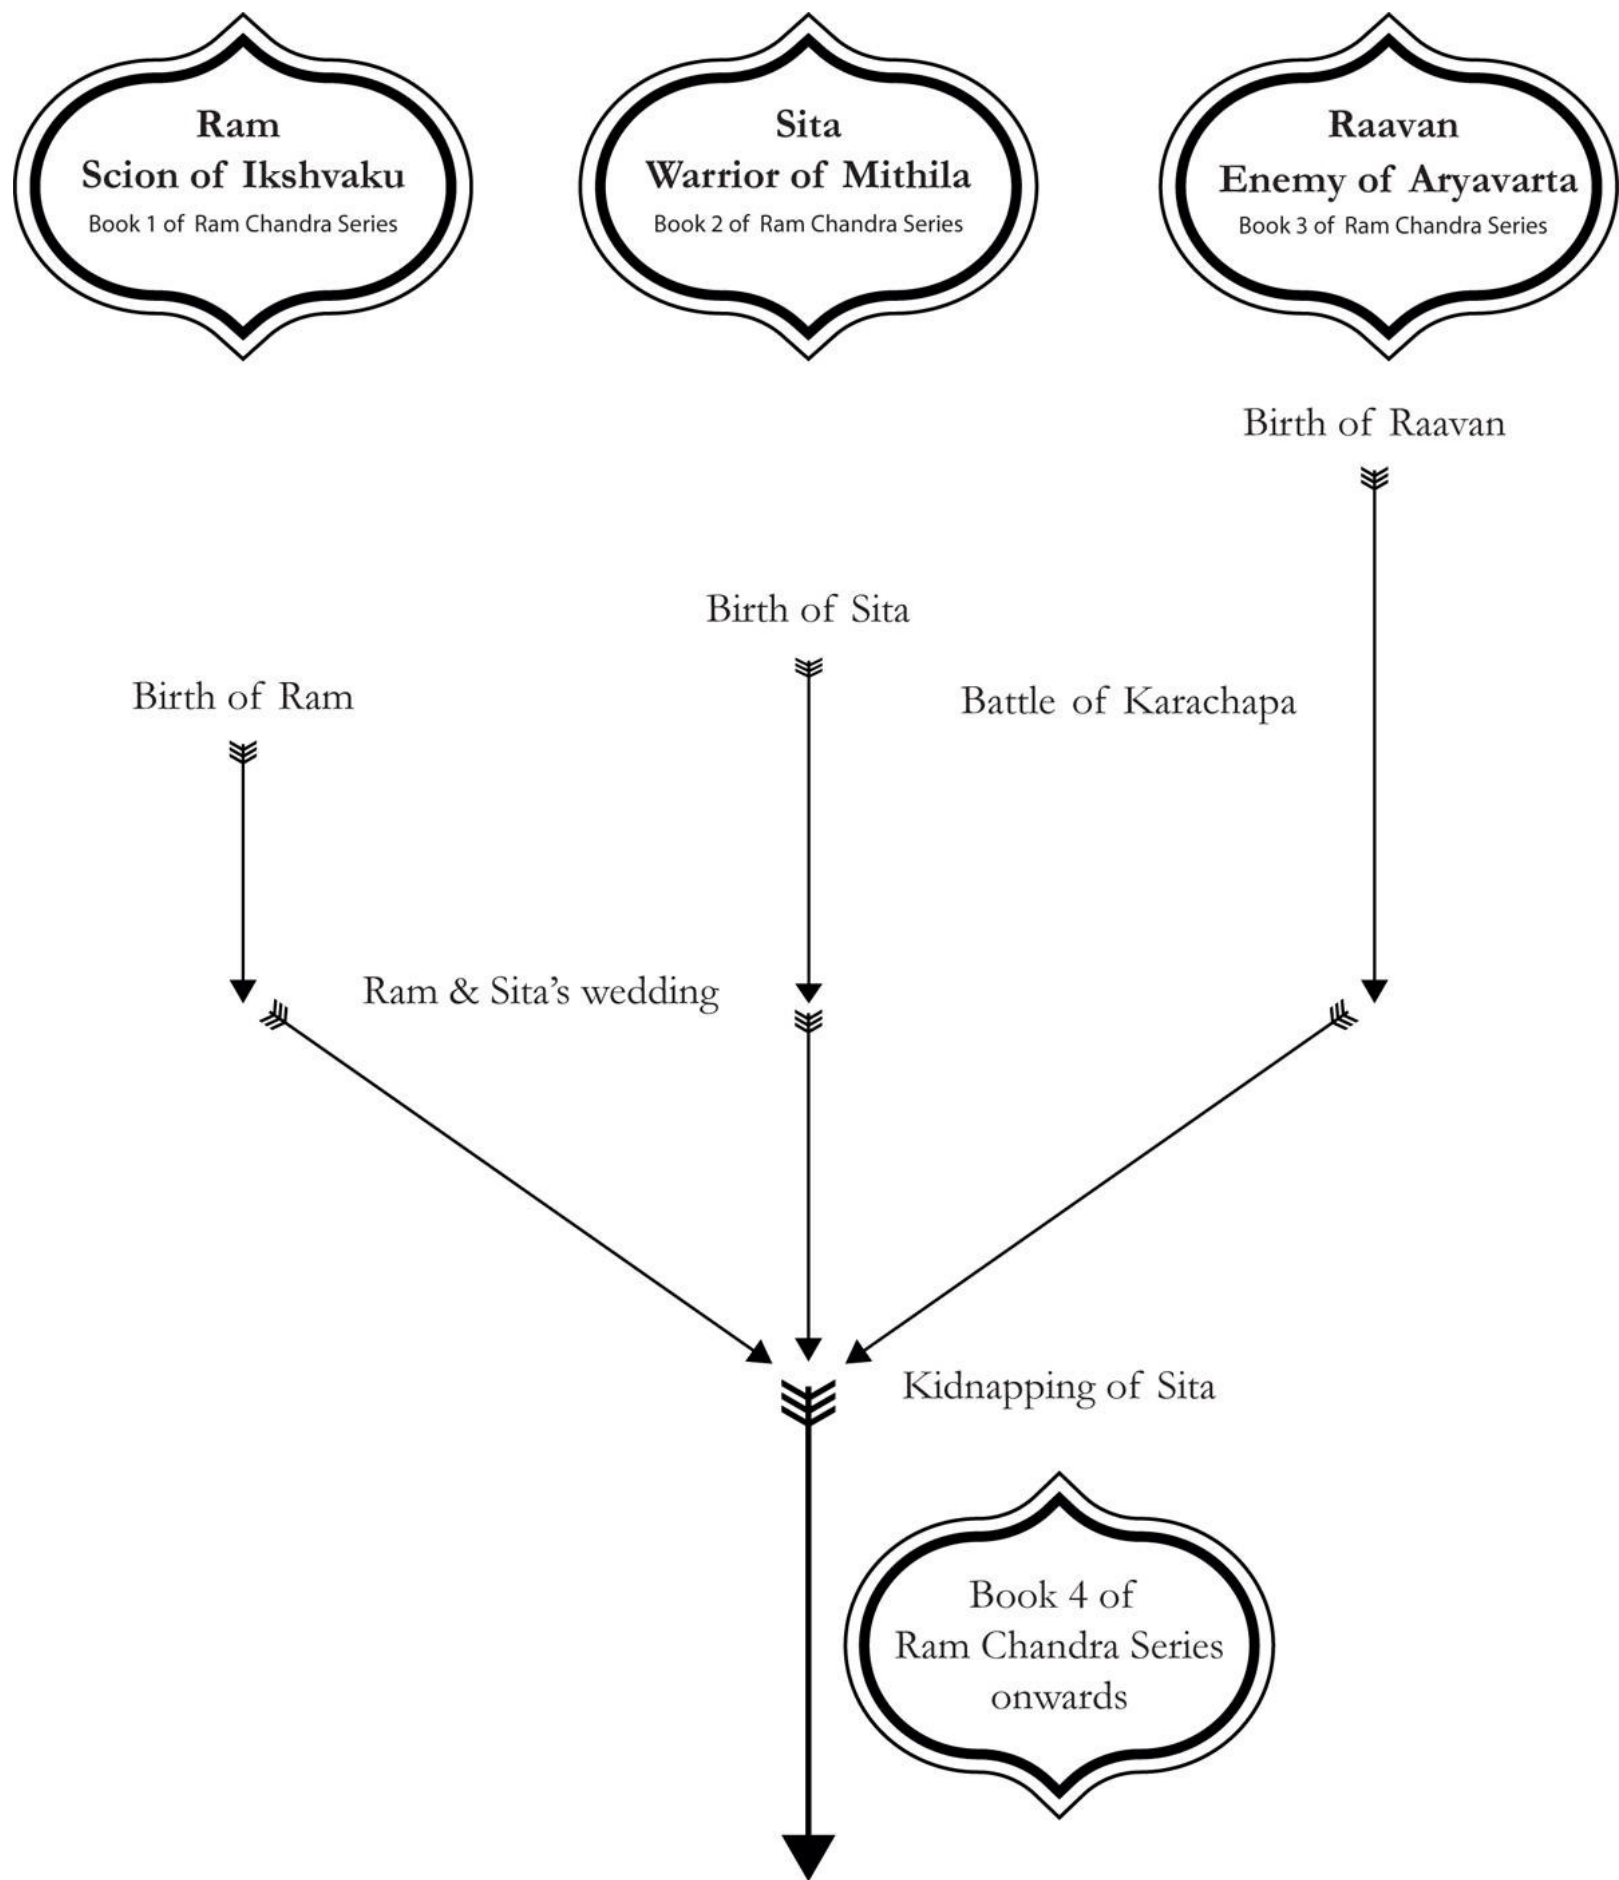 Ram
Scion of Ikshvaku
Book 1 of Ram Chandra Series
Sita
Warrior of Mithila
Book 2 of Ram Chandra Series
Raavan
Enemy of Aryavarta
Book 3 of Ram Chandra Series
Birth of Raavan
Birth of Sita
Birth of Ram
Battle of Karachapa
Ram & Sita’s wedding
Kidnapping of Sita
Book 4 of
Ram Chandra Series
onwards